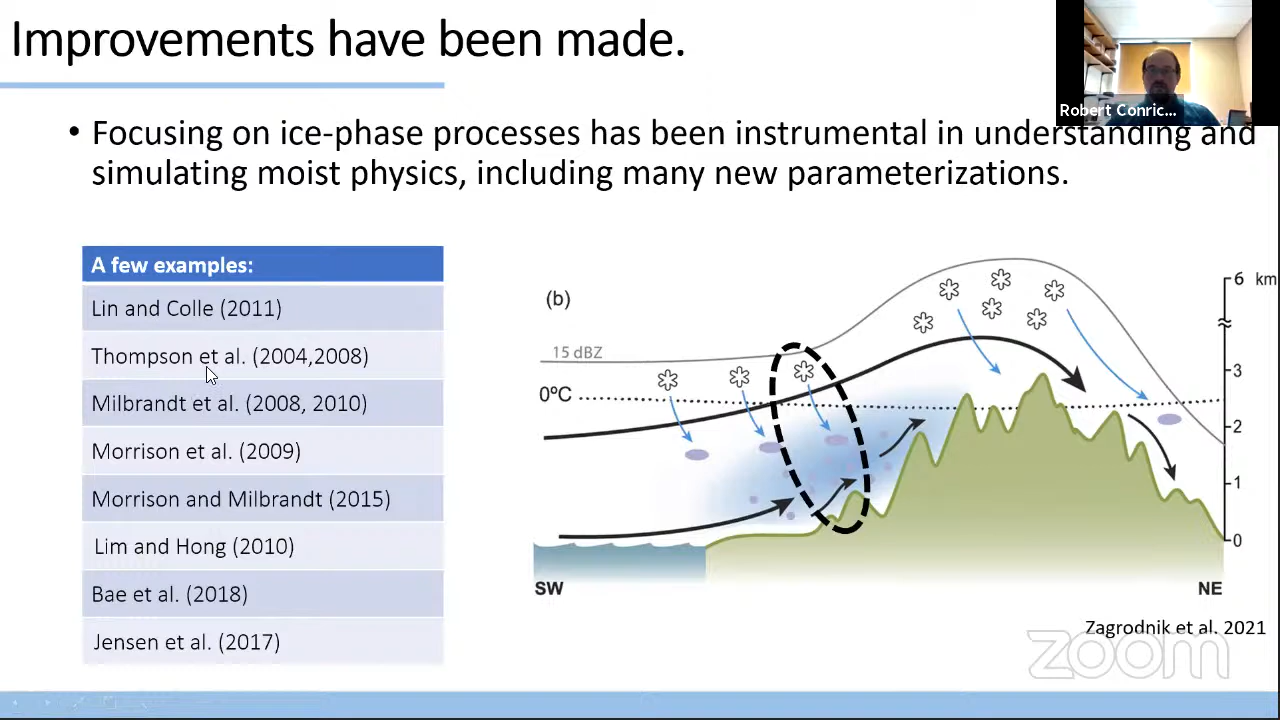 Improvements have been made.
Robert Conric...
• Focusing on ice-phase processes has been instrumental in understanding and
simulating moist physics, including many new parameterizations.
A few examples:
Lin and Colle (2011)
Thompson et al. (2004,2008)
Milbrandt et al. (2008, 2010)
Morrison et al. (2009)
Morrison and Milbrandt (2015)
Lim and Hong (2010)
Bae et al. (2018)
Jensen et al. (2017)
(b)
15 dBZ
0ºC
6 km
3
2
1
0
SW
NE
Zagrodnik et al. 2021
zoom